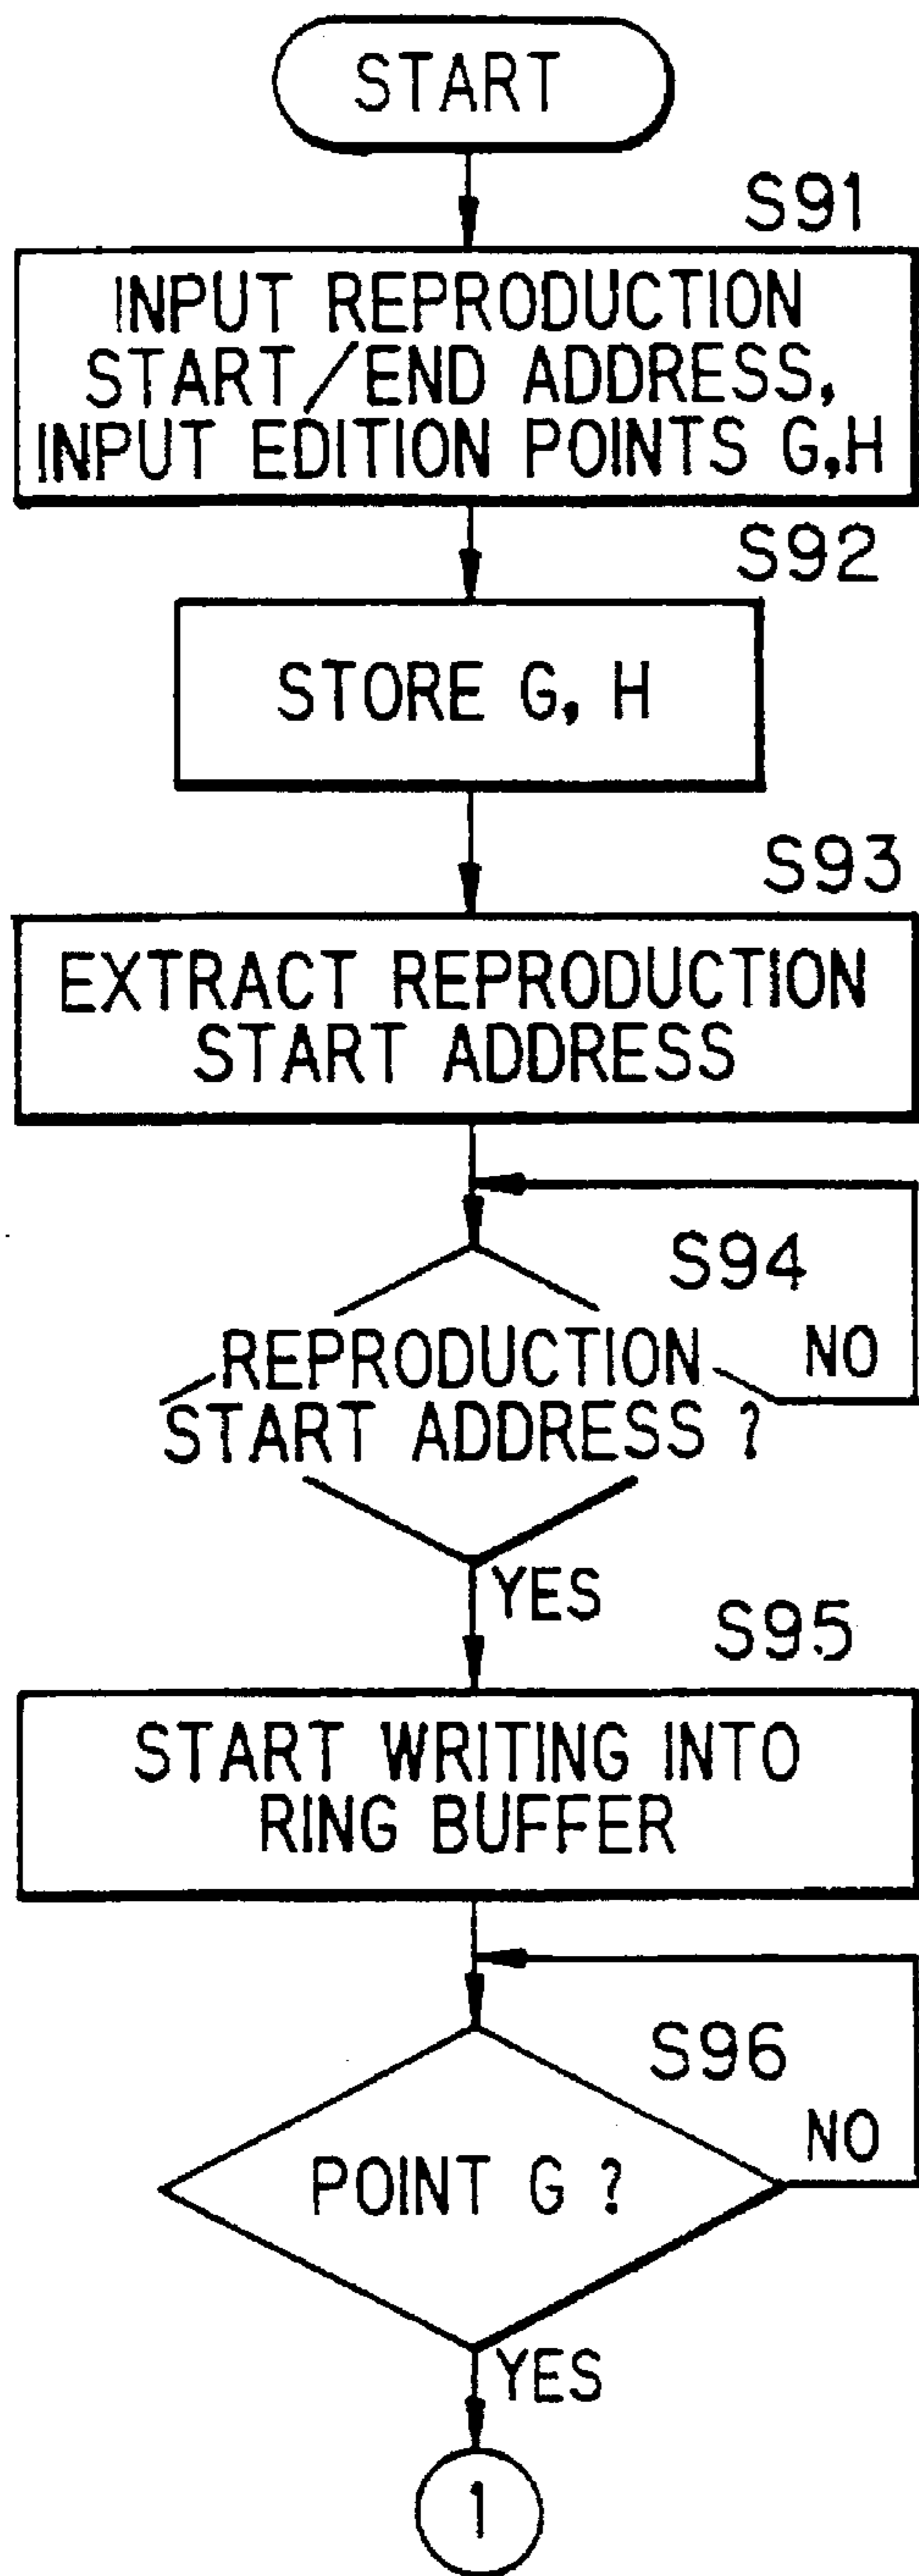 START
S91
INPUT REPRODUCTION
START/END ADDRESS,
INPUT EDITION POINTS G,H
S92
STORE G, H
S93
EXTRACT REPRODUCTION
START ADDRESS
S94
REPRODUCTION
NO
START ADDRESS ?
YES
S95
START WRITING INTO
RING BUFFER
S96
NO
POINT G ?
YES
1